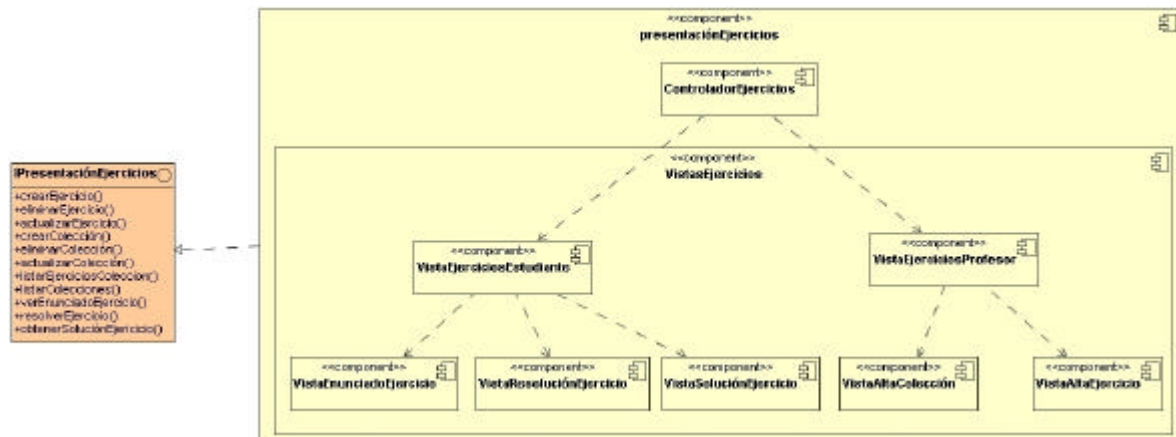 <<component>>
presentaciónEjercicios
<<component>>
ControladorEjercicios
<<component>>
VistasEjercicios
IPresentaciónEjercicios
+crearEjercicio()
+eliminarEjercicio()
+actualizarEjercicio()
+crearColección()
+eliminarColección()
+actualizarColección()
+listarEjerciciosColección()
+listarColecciones()
+verEnunciadoEjercicio()
+resolverEjercicio()
+obtenerSoluciónEjericicio()
<<component>>
VistaEjerciciosEstudiante
<<component>>
VistaEjerciciosProfesor
<<component>>
VistaEnunciadoEjercicio
<<component>>
VistaResoluciónEjercicio
<<component>>
VistaSoluciónEjercicio
<<component>>
VistaAltaColección
<<component>>
VistaAltaEjercicio